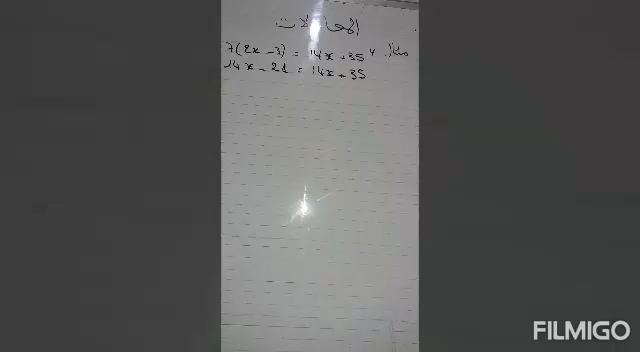 المعادلات
مثال 4 7(2x - 3) = 14x + 35
14x - 21 = 14x + 35
FILMIGO